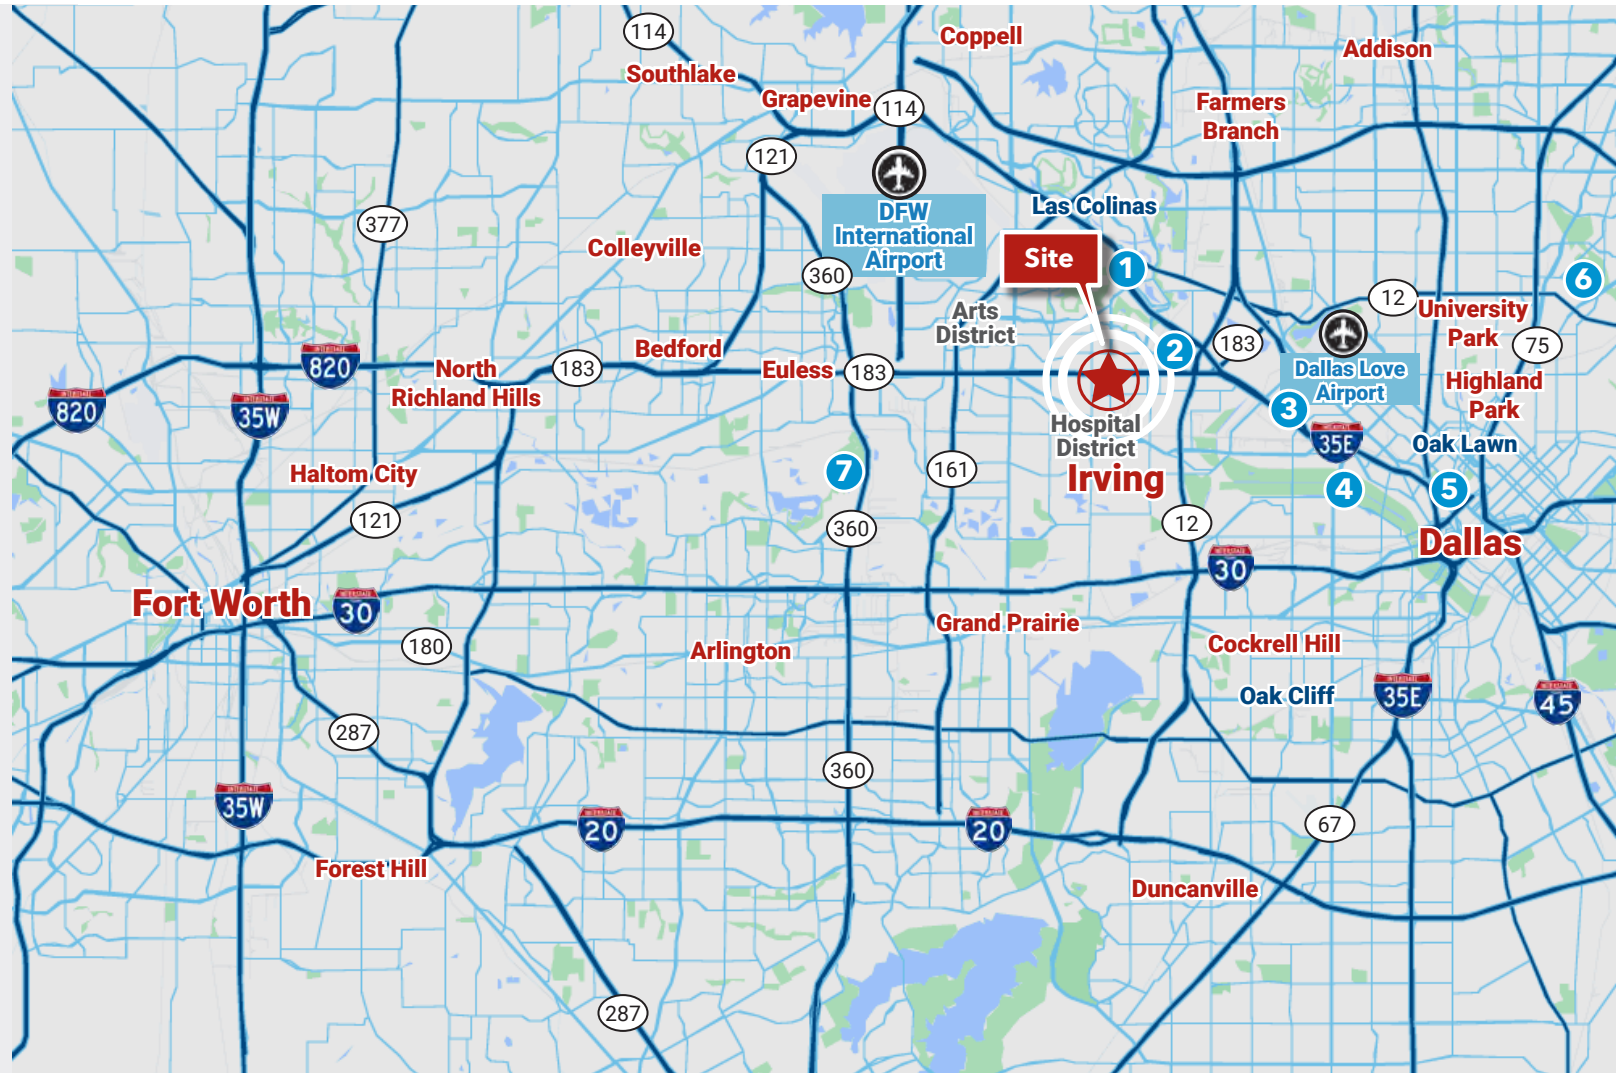 114
Coppell
Addison
Southlake
Grapevine
114
Farmers
Branch
121
Las Colinas
DFW
International
Airport
377
Colleyville
Site
1
360
6
12
Arts
District
University
Park
183
75
2
Bedford
820
North
Richland Hills
183
Euless
183
Dallas Love
Airport
Highland
Park
820
35W
3
Hospital
District
Irving
35E
Oak Lawn
Haltom City
7
161
4
5
121
360
12
Dallas
30
Fort Worth
30
180
Arlington
Grand Prairie
Cockrell Hill
Oak Cliff
35E
45
287
360
35W
20
20
67
Forest Hill
Duncanville
287